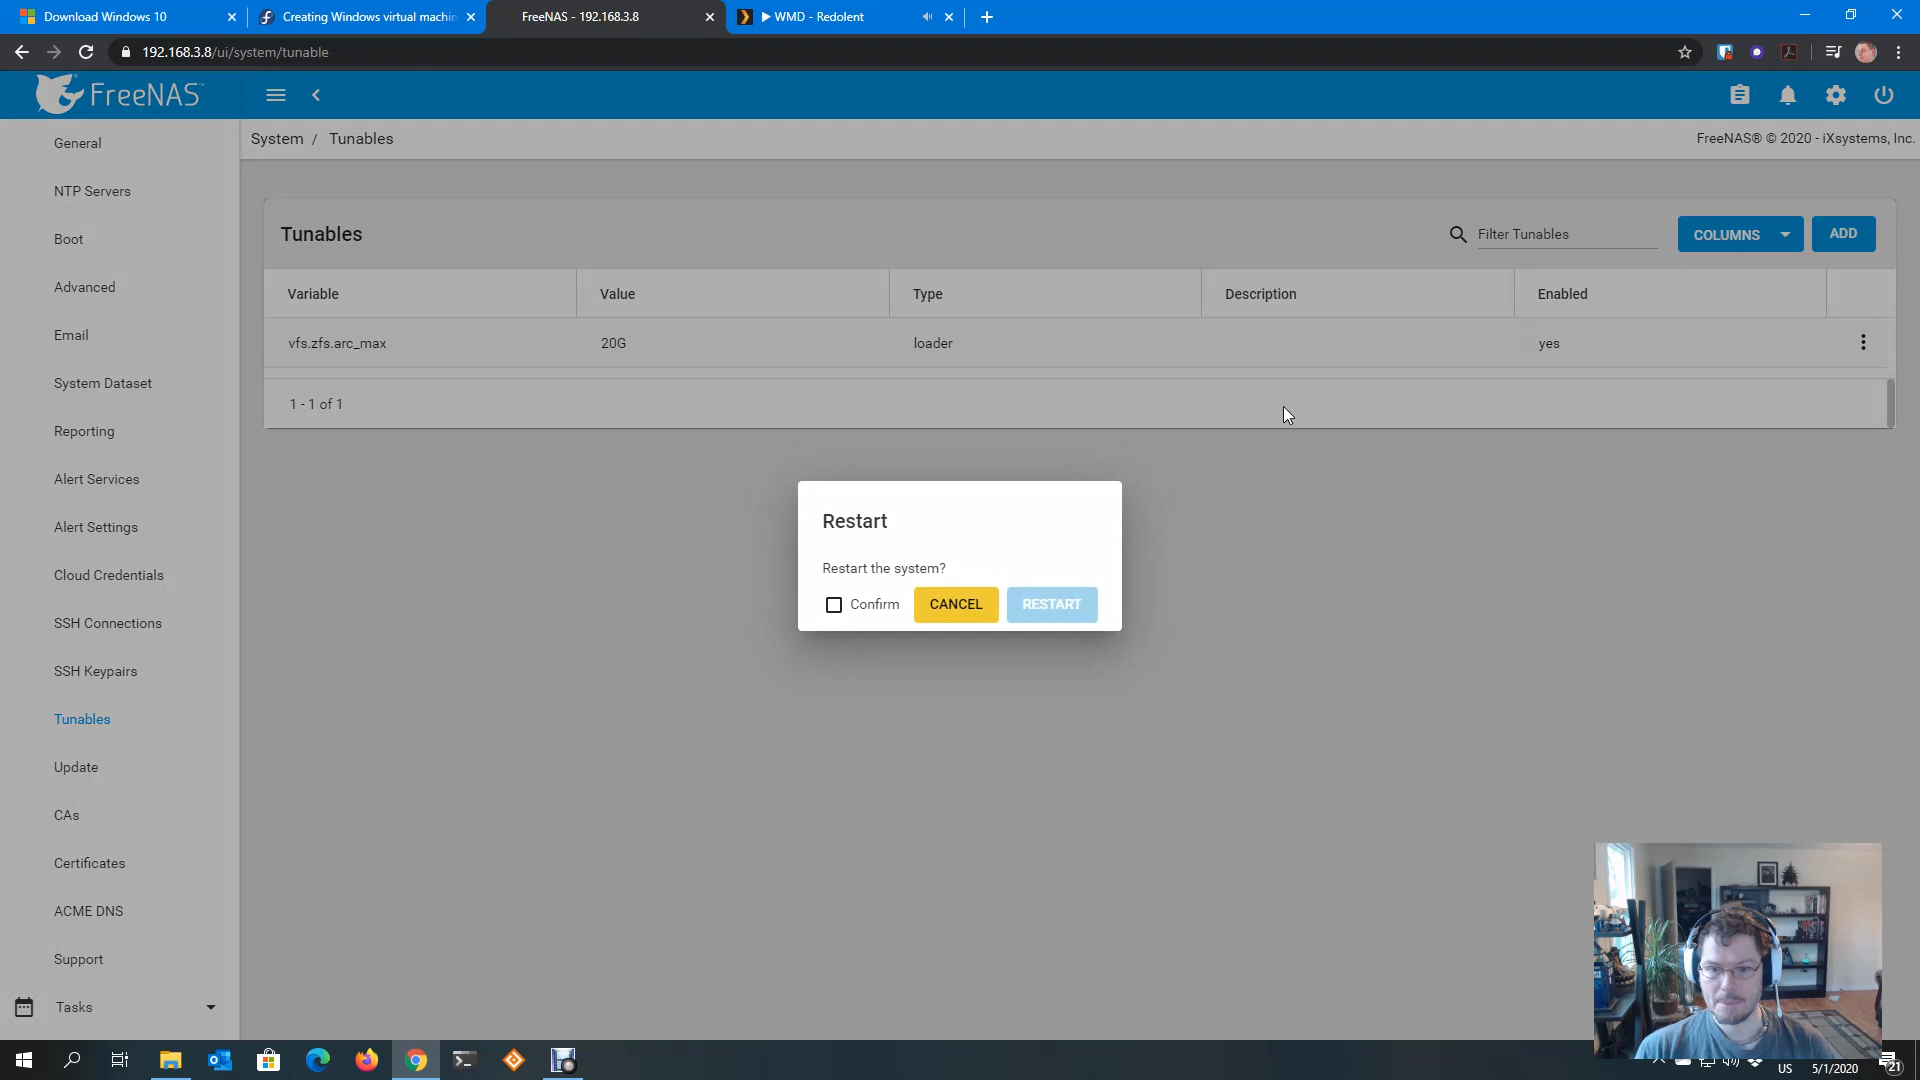 Download Windows 10
Creating Windows virtual machin
FreeNAS - 192.168.3.8
WMD - Redolent
192.168.3.8/ui/system/tunable
FreeNAS
General
NTP Servers
Boot
Advanced
Email
System Dataset
Reporting
Alert Services
Alert Settings
Cloud Credentials
SSH Connections
SSH Keypairs
Tunables
Update
CAs
Certificates
ACME DNS
Support
Tasks
System / Tunables
FreeNAS® © 2020 - iXsystems, Inc.
Tunables
Filter Tunables
COLUMNS
ADD
Variable Value Type Description Enabled
vfs.zfs.arc_max 20G loader yes
1 - 1 of 1
Restart
Restart the system?
Confirm CANCEL RESTART
US 5/1/2020 21